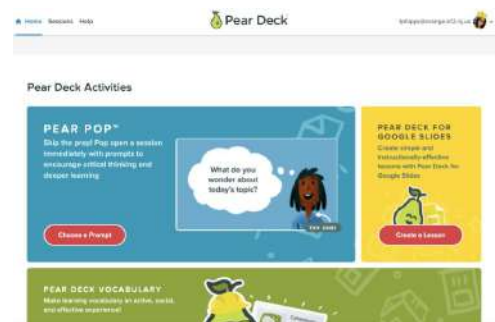 Home Sessions Help
Pear Deck
Pear Deck Activities
PEAR POP™
Skip the prep! Pop open a session
immediately with prompts to
encourage critical thinking and
deeper learning
Choose a Prompt
What do you
wonder about
today's topic?
PEAR DECK FOR
GOOGLE SLIDES
Create simple and
instructionally-effective
lessons with Pear Deck for
Google Slides
Create a Lesson
PEAR DECK VOCABULARY
Make learning vocabulary an active, social,
and effective experience!